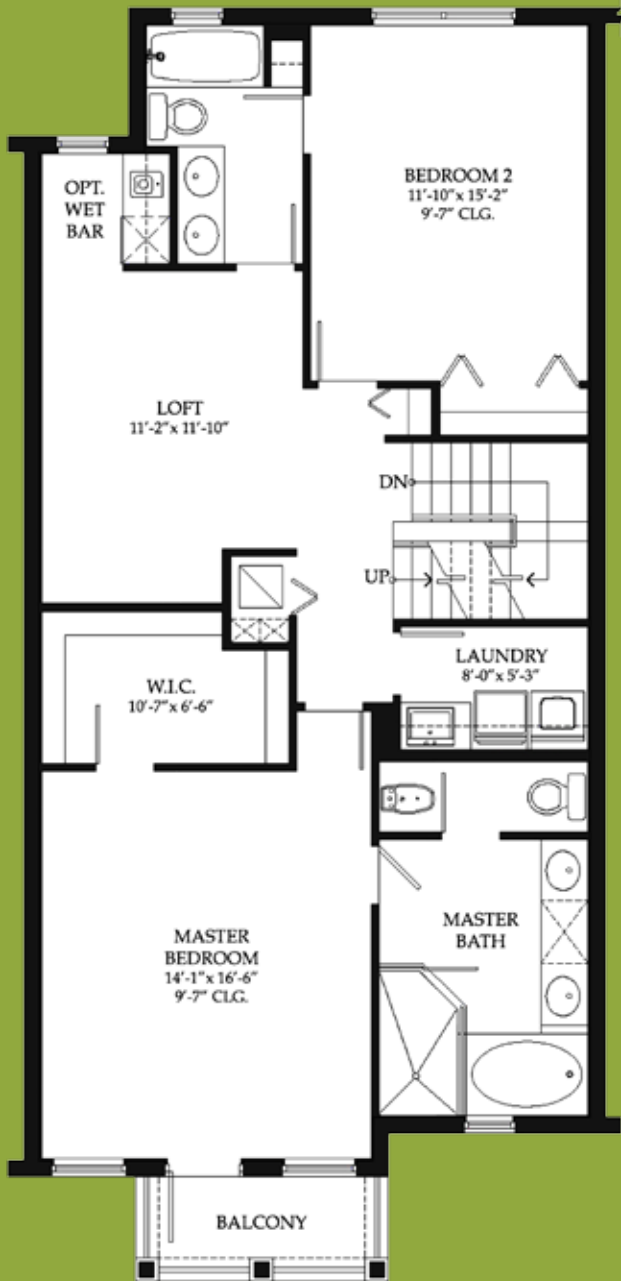 OPT.
WET
BAR
BEDROOM 2
11'-10" x 15'-2"
9'-7" CLG.
LOFT
11'-2" x 11'-10"
DN
UP
LAUNDRY
8'-0" x 5'-3"
W.I.C.
10'-7" x 6'-6"
MASTER
BEDROOM
14'-1" x 16'-6"
9'-7" CLG.
MASTER
BATH
BALCONY